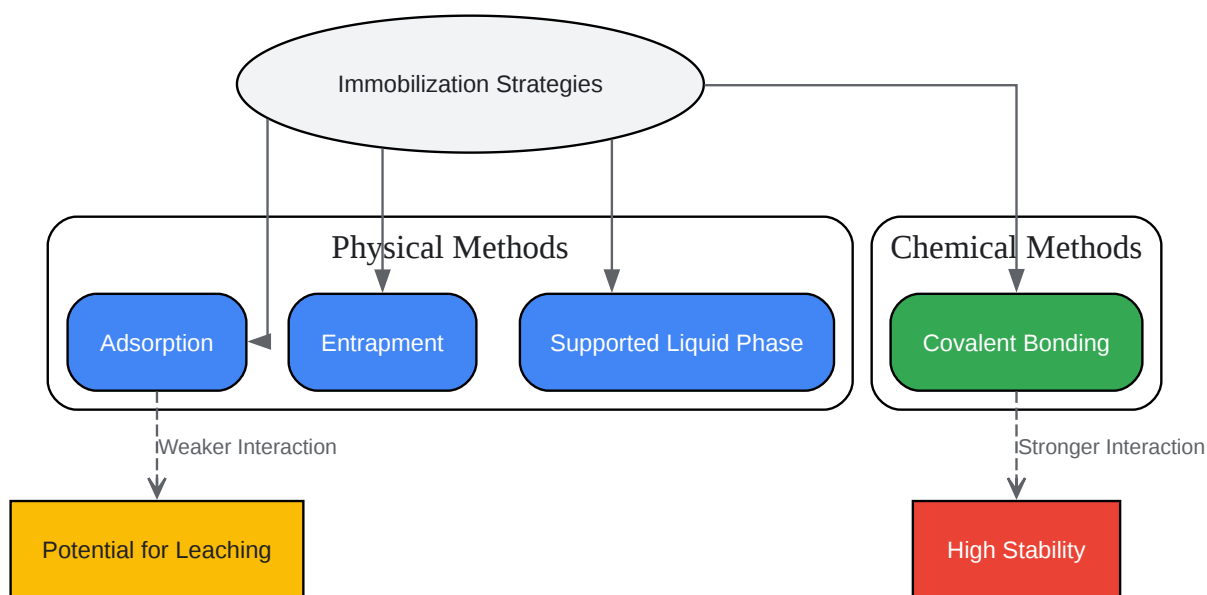 Immobilization Strategies
Physical Methods
Chemical Methods
Adsorption
Entrapment
Supported Liquid Phase
Covalent Bonding
Weaker Interaction
Stronger Interaction
Potential for Leaching
High Stability